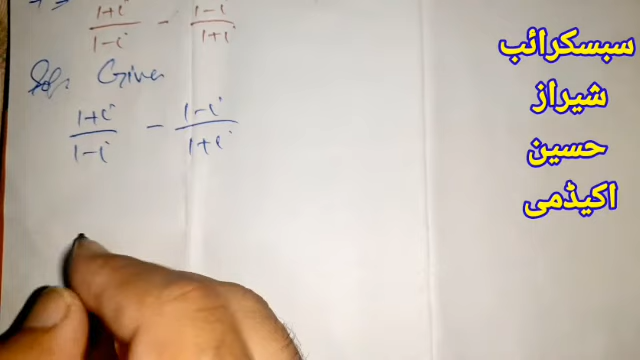 1+i/1-i - 1-i/1+i
Sol: Given
1+i/1-i - 1-i/1+i
سبسکرائب
شیراز
حسین
اکیڈمی